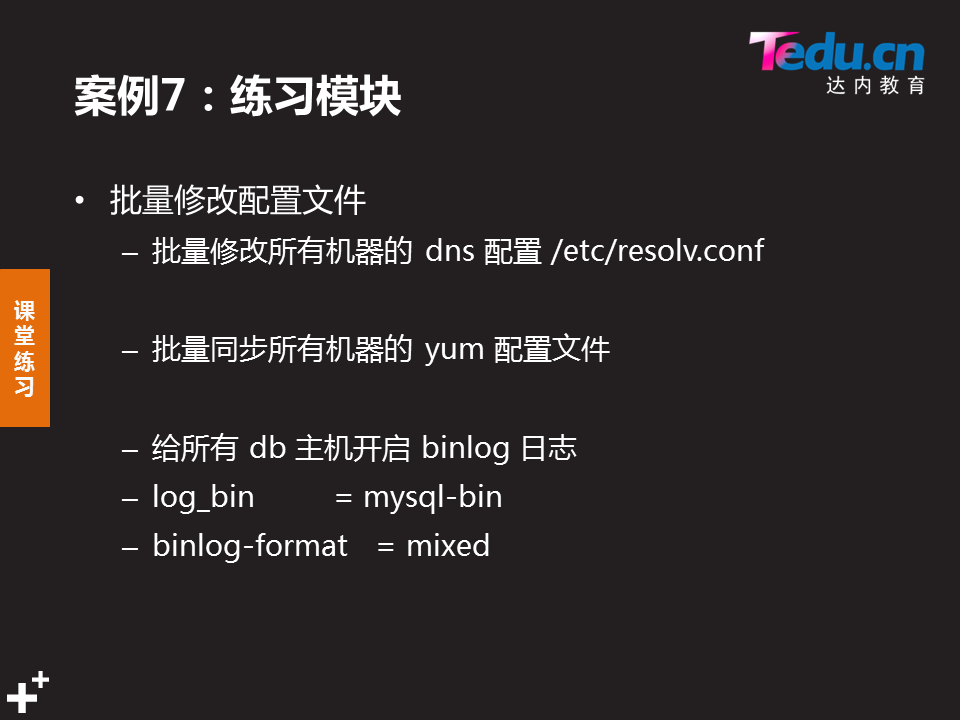 Tedu.cn
达内教育
案例7：练习模块
• 批量修改配置文件
– 批量修改所有机器的 dns 配置 /etc/resolv.conf
– 批量同步所有机器的 yum 配置文件
– 给所有 db 主机开启 binlog 日志
– log_bin = mysql-bin
– binlog-format = mixed
课堂练习